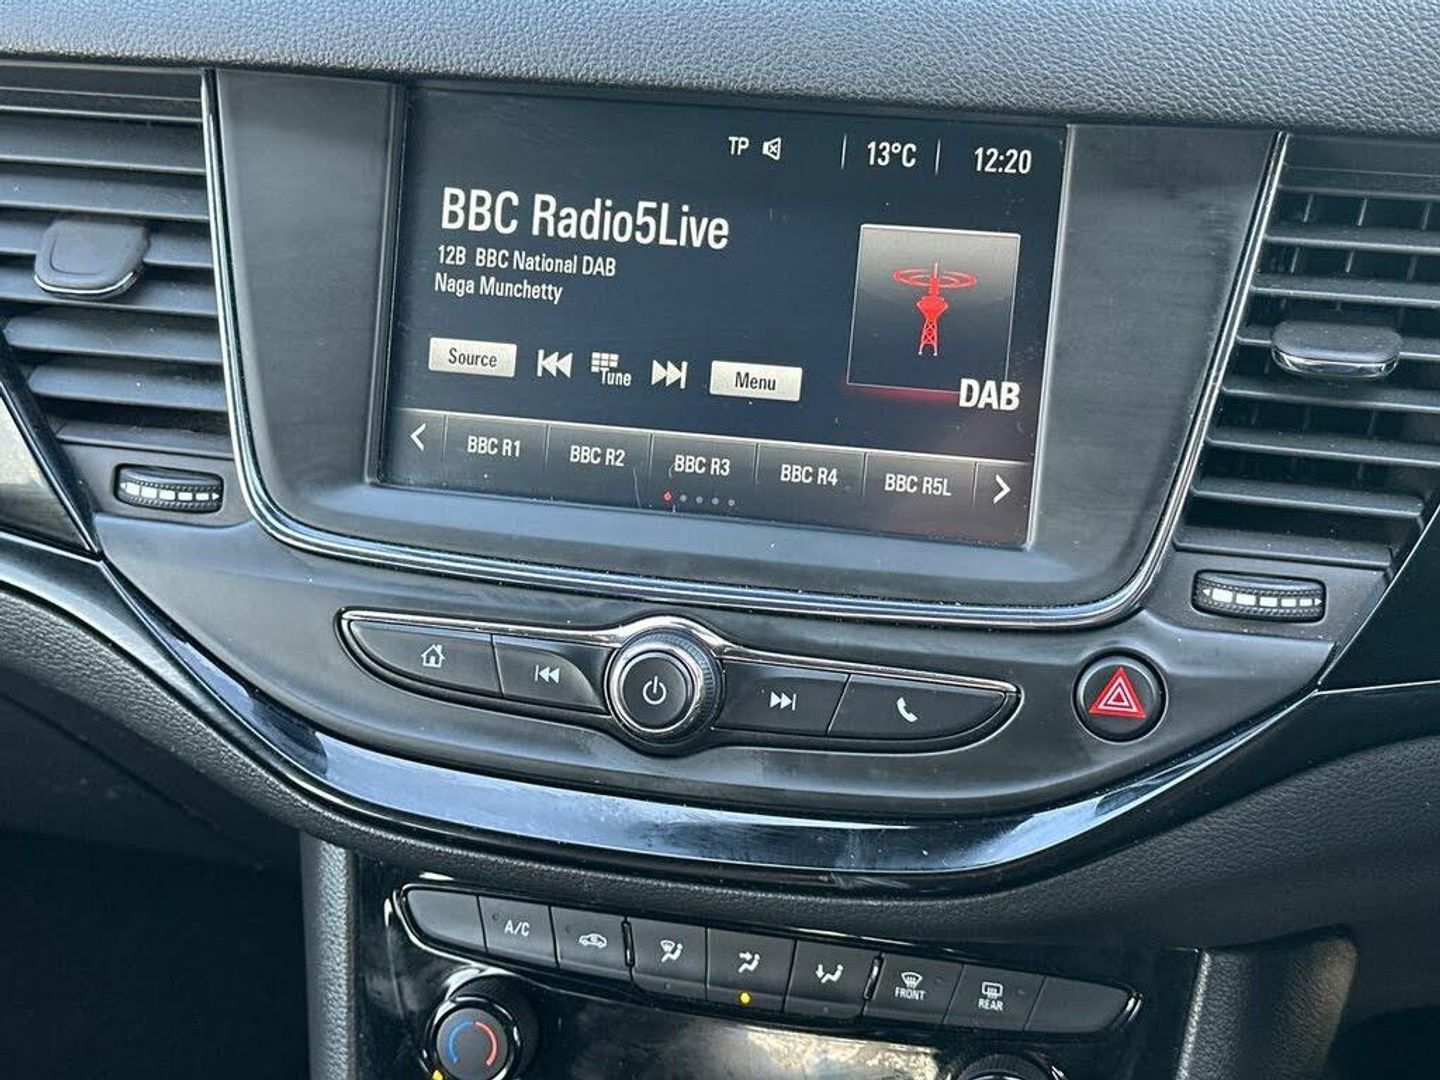 TP 13°C 12:20
BBC Radio5Live
12B BBC National DAB
Naga Munchetty
Source Tune Menu
DAB
BBC R1 BBC R2 BBC R3 BBC R4 BBC R5L
A/C FRONT REAR